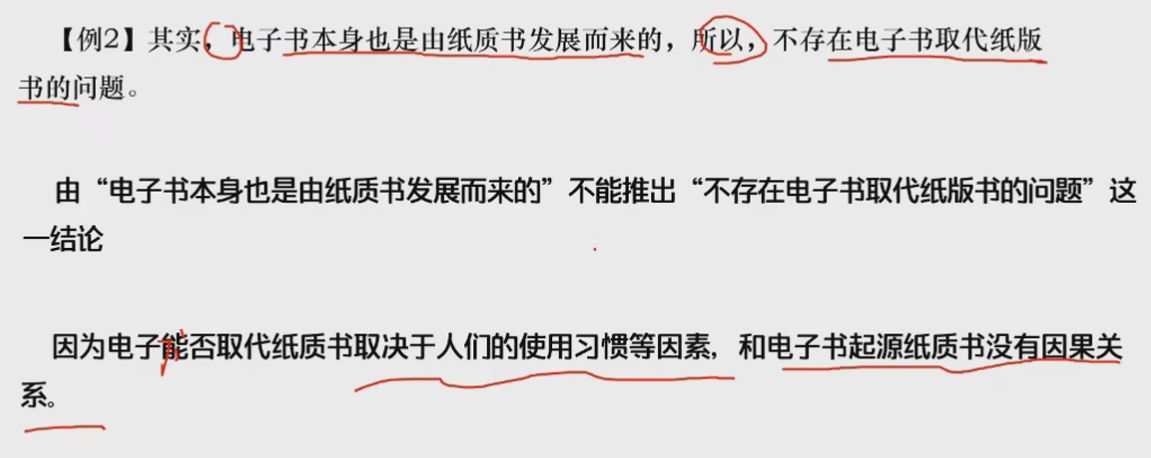 【例2】其实，电子书本身也是由纸质书发展而来的，所以，不存在电子书取代纸版
书的问题。
由“电子书本身也是由纸质书发展而来的”不能推出“不存在电子书取代纸版书的问题”这
一结论
因为电子能否取代纸质书取决于人们的使用习惯等因素，和电子书起源纸质书没有因果关
系。